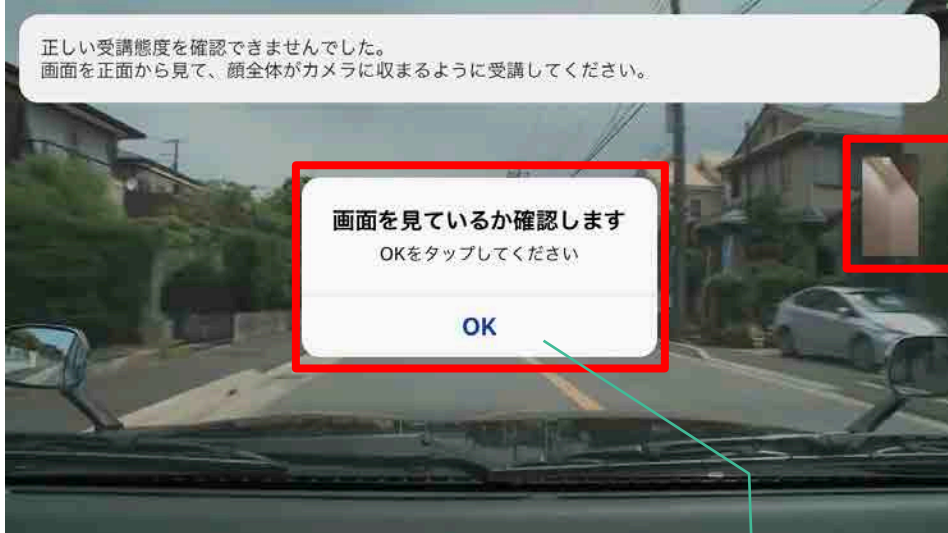 正しい受講態度を確認できませんでした。
画面を正面から見て、顔全体がカメラに収まるように受講してください。
画面を見ているか確認します
OKをタップしてください
OK